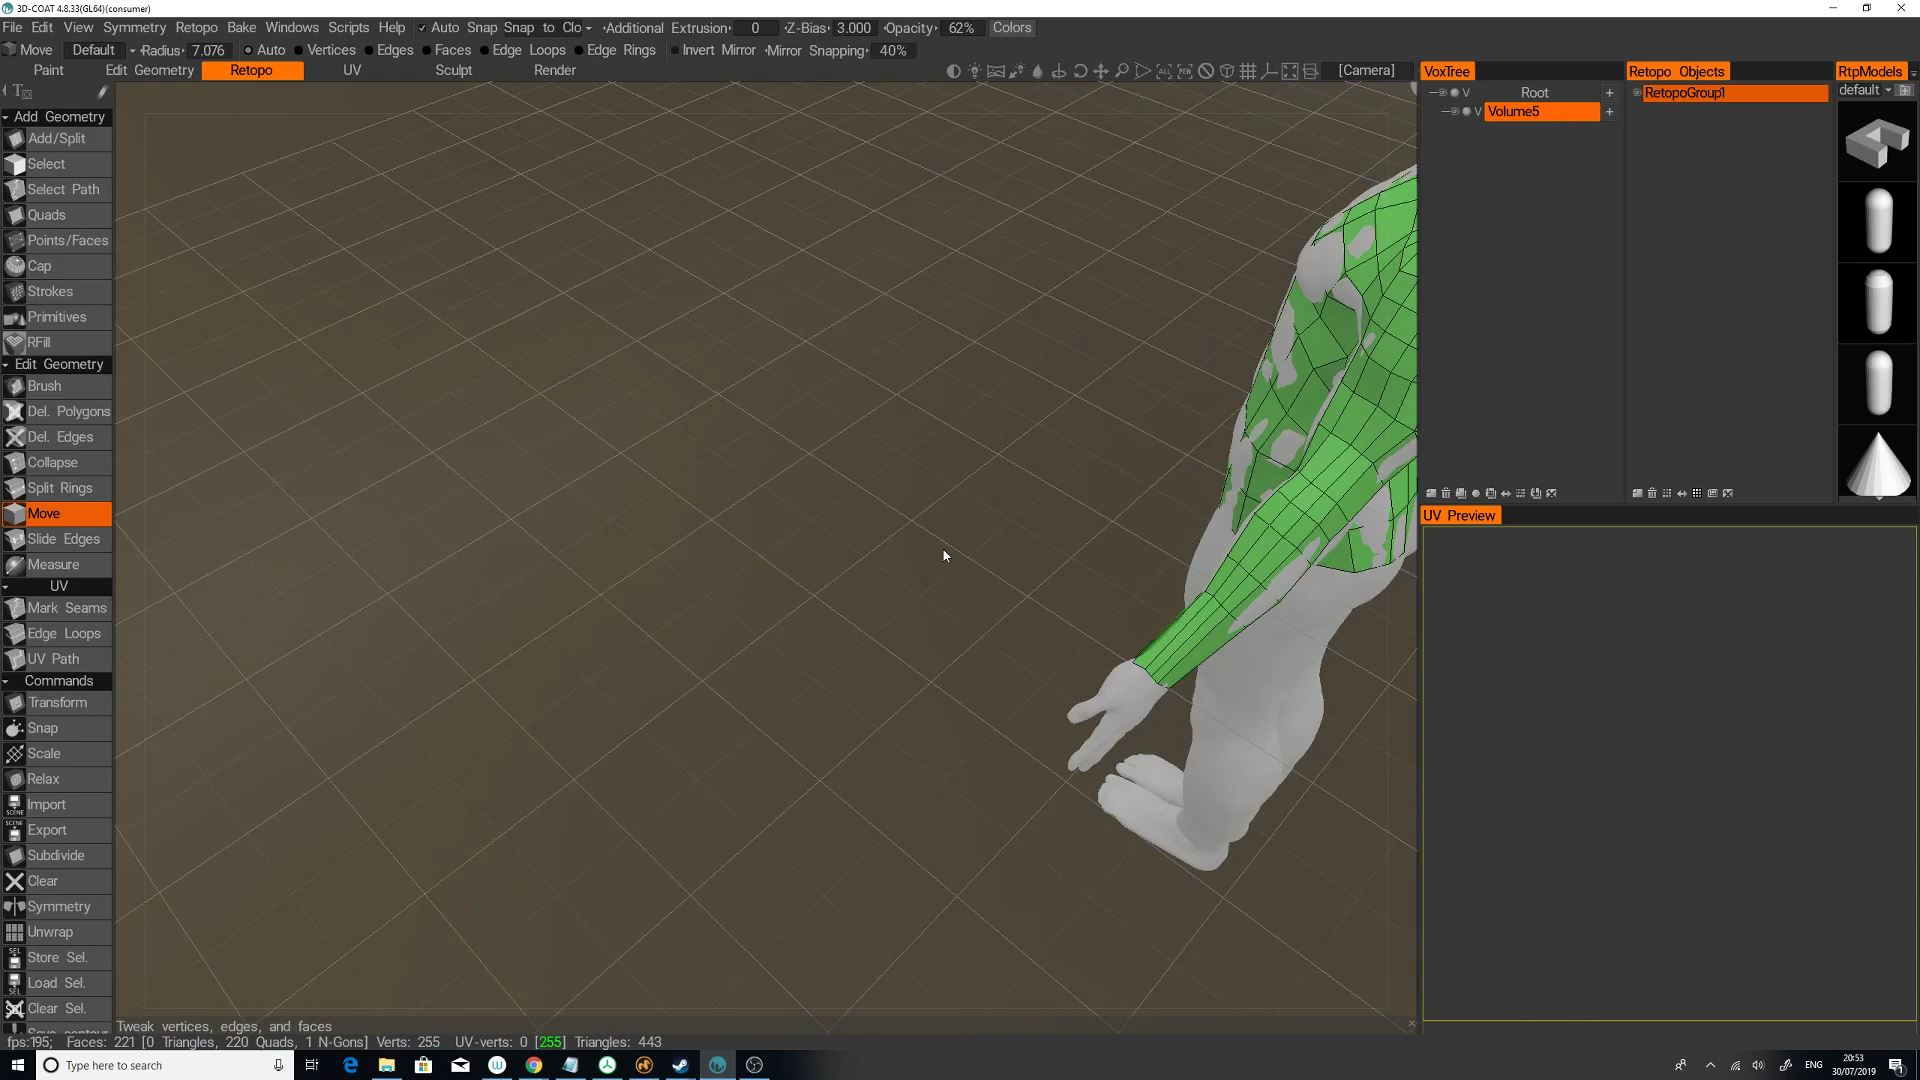 3D-COAT 4.8.33(GL64)(consumer)
File Edit View Symmetry Retopo Bake Windows Scripts Help Auto Snap Snap to Clo Additional Extrusion 0 Z-Bias 3.000 Opacity 62% Colors
Move Default Radius 7.076 Auto Vertices Edges Faces Edge Loops Edge Rings Invert Mirror Mirror Snapping 40%
Paint Edit Geometry Retopo UV Sculpt Render [Camera] VoxTree Retopo Objects RtpModels
Root RetopoGroup1 default
Volume5
Add Geometry
Add/Split
Select
Select Path
Quads
Points/Faces
Cap
Strokes
Primitives
RFill
Edit Geometry
Brush
Del. Polygons
Del. Edges
Collapse
Split Rings
Move
Slide Edges
Measure
UV
Mark Seams
Edge Loops
UV Path
Commands
Transform
Snap
Scale
Relax
Import
Export
Subdivide
Clear
Symmetry
Unwrap
Store Sel.
Load Sel.
Clear Sel.
UV Preview
Tweak vertices, edges, and faces
fps:195; Faces: 221 [0 Triangles, 220 Quads, 1 N-Gons] Verts: 255 UV-verts: 0 [255] Triangles: 443
Type here to search
ENG
20:53
30/07/2019